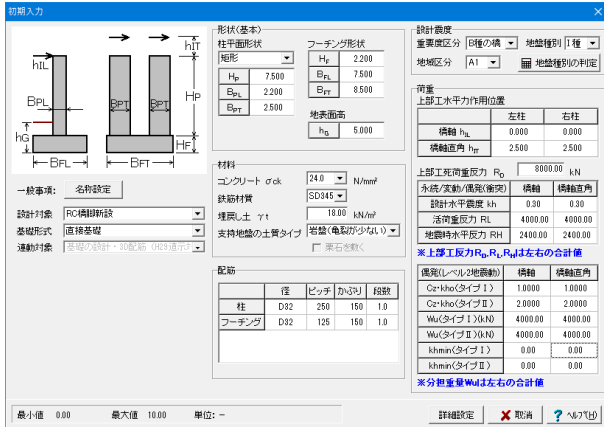 初期入力
hIL
hIT
HP
BPL
BPT
BPT
hG
HF
BFL
BFT
一般事項:
名称設定
設計対象 RC橋脚新設
基礎形式 直接基礎
連動対象 基礎の設計・3D配筋 (H29道示対
形状(基本)
柱平面形状
矩形
HP 7.500
BPL 2.200
BPT 2.500
フーチング形状
HF 2.200
BFL 7.500
BFT 8.500
地表面高
hG 5.000
材料
コンクリート σck 24.0 N/mm²
鉄筋材質 SD345
埋戻し土 γt 18.00 kN/m³
支持地盤の土質タイプ 岩盤(亀裂が少ない)
栗石を敷く
配筋
径 ピッチ かぶり 段数
柱 D32 250 150 1.0
フーチング D32 125 150 1.0
設計震度
重要度区分 B種の橋 地盤種別 I種
地域区分 A1 地盤種別の判定
荷重
上部工水平力作用位置
左柱 右柱
橋軸 hIL 0.000 0.000
橋軸直角 hIT 2.500 2.500
上部工死荷重反力 RD 8000.00 kN
永続/変動/偶発(衝突) 橋軸 橋軸直角
設計水平震度 kh 0.30 0.30
活荷重反力 RL 4000.00 4000.00
地震時水平反力 RH 2400.00 2400.00
※上部工反力RD,RL,RHは左右の合計値
偶発(レベル2地震動) 橋軸 橋軸直角
Cz・kho(タイプⅠ) 1.0000 1.0000
Cz・kho(タイプⅡ) 2.0000 2.0000
Wu(タイプⅠ)(kN) 4000.00 4000.00
Wu(タイプⅡ)(kN) 4000.00 4000.00
khmin(タイプⅠ) 0.00 0.00
khmin(タイプⅡ) 0.00 0.00
※分担重量Wuは左右の合計値
最小値 0.00 最大値 10.00 単位: -
詳細設定 取消 ヘルプ(H)